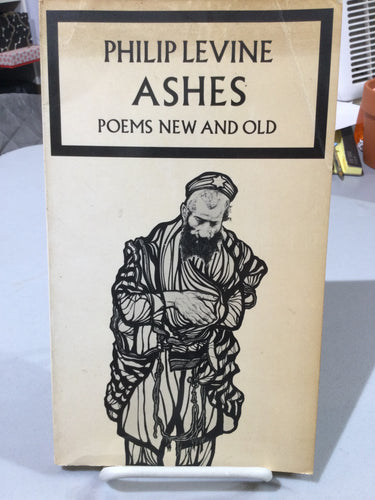 PHILIP LEVINE
ASHES
POEMS NEW AND OLD